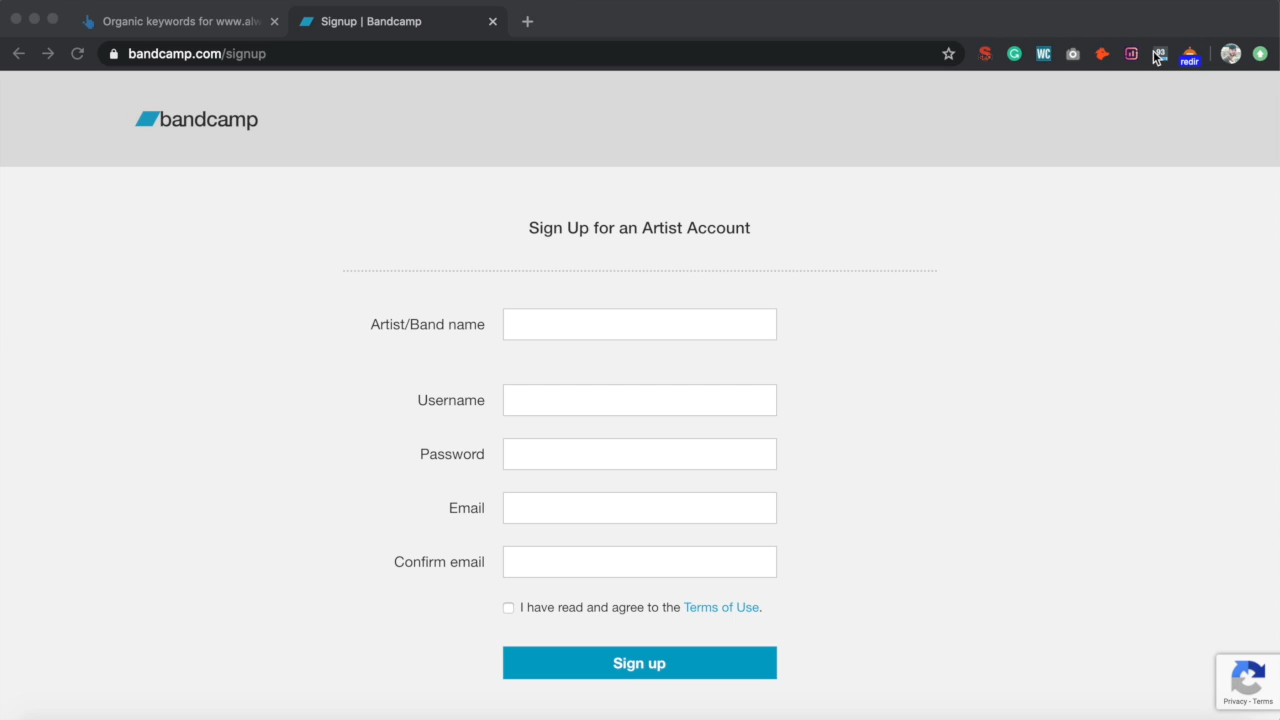 Organic keywords for www.alw
Signup | Bandcamp
bandcamp.com/signup
WC
93
redir
bandcamp
Sign Up for an Artist Account
Artist/Band name
Username
Password
Email
Confirm email
I have read and agree to the Terms of Use.
Sign up
Privacy - Terms